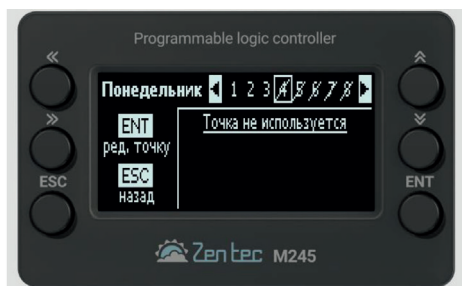 Programmable logic controller
«
Понедельник ◀ 1 2 3 4 5 6 7 8 ▶
»
ENT
ред. точку
Точка не используется
ESC
назад
ESC
ENT
Zentec M245